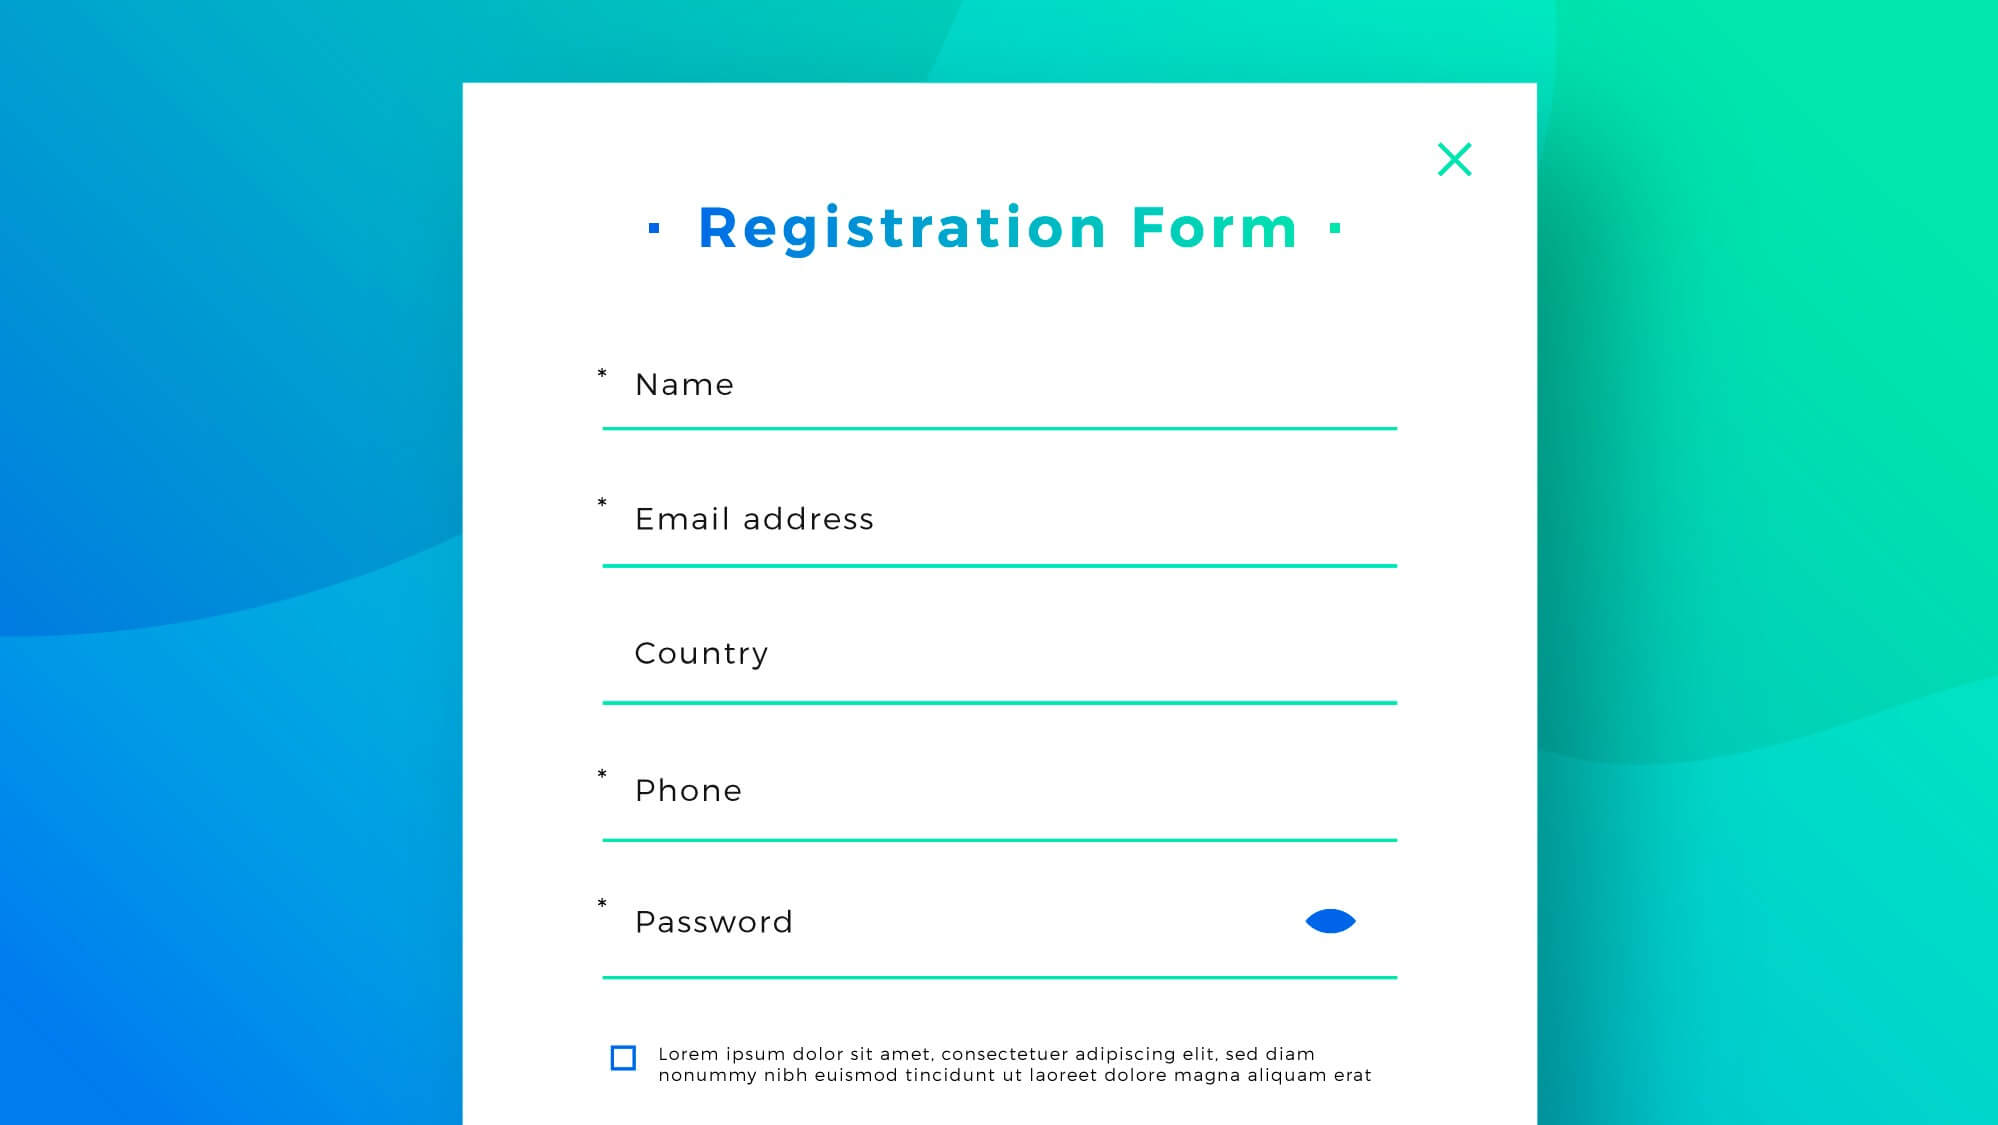 Registration Form
* Name
* Email address
Country
* Phone
* Password
Lorem ipsum dolor sit amet, consectetuer adipiscing elit, sed diam
nonummy nibh euismod tincidunt ut laoreet dolore magna aliquam erat